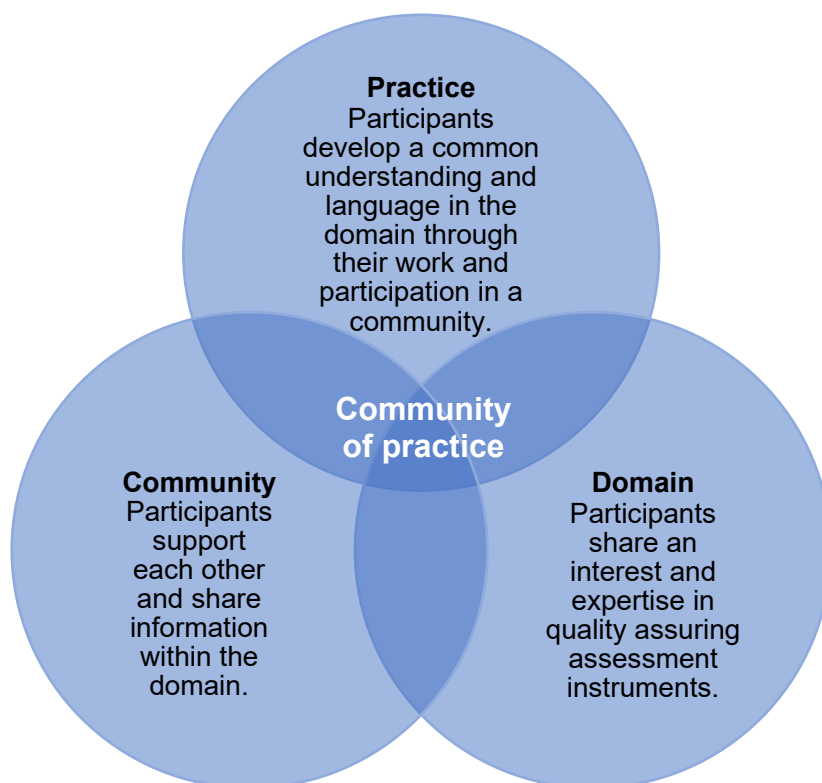 Practice
Participants
develop a common
understanding and
language in the
domain through
their work and
participation in a
community.
Community
of practice
Community
Participants
support
each other
and share
information
within the
domain.
Domain
Participants
share an
interest and
expertise in
quality assuring
assessment
instruments.